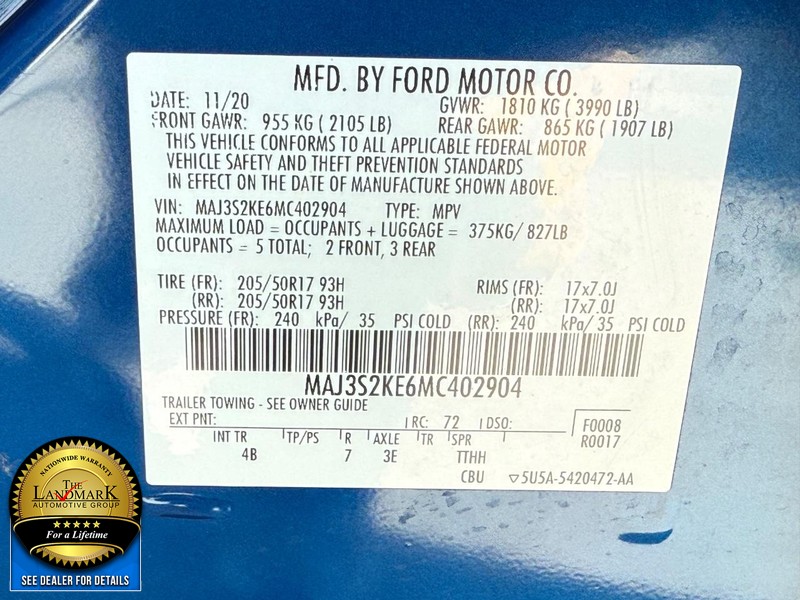 MFD. BY FORD MOTOR CO.
DATE: 11/20 GVWR: 1810 KG ( 3990 LB)
FRONT GAWR: 955 KG ( 2105 LB) REAR GAWR: 865 KG ( 1907 LB)
THIS VEHICLE CONFORMS TO ALL APPLICABLE FEDERAL MOTOR
VEHICLE SAFETY AND THEFT PREVENTION STANDARDS
IN EFFECT ON THE DATE OF MANUFACTURE SHOWN ABOVE.
VIN: MAJ3S2KE6MC402904 TYPE: MPV
MAXIMUM LOAD = OCCUPANTS + LUGGAGE = 375KG/ 827LB
OCCUPANTS = 5 TOTAL; 2 FRONT, 3 REAR
TIRE (FR): 205/50R17 93H RIMS (FR): 17x7.0J
(RR): 205/50R17 93H (RR): 17x7.0J
PRESSURE (FR): 240 kPa/ 35 PSI COLD (RR): 240 kPa/ 35 PSI COLD
MAJ3S2KE6MC402904
TRAILER TOWING - SEE OWNER GUIDE
EXT PNT: RC: 72 DSO: F0008
R0017
INT TR TP/PS R AXLE TR SPR
4B 7 3E TTHH
CBU ▽5U5A-5420472-AA
NATIONWIDE WARRANTY
THE
LANDMARK
AUTOMOTIVE GROUP
★★★★★
For a Lifetime
SEE DEALER FOR DETAILS